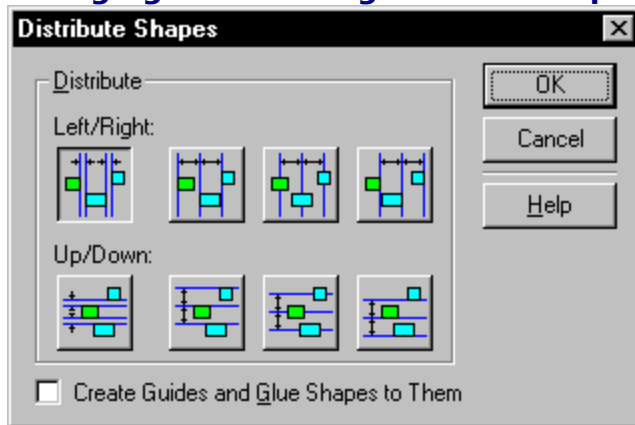 Distribute Shapes
Distribute
OK
Left/Right:
Cancel
Help
Up/Down:
Create Guides and Glue Shapes to Them